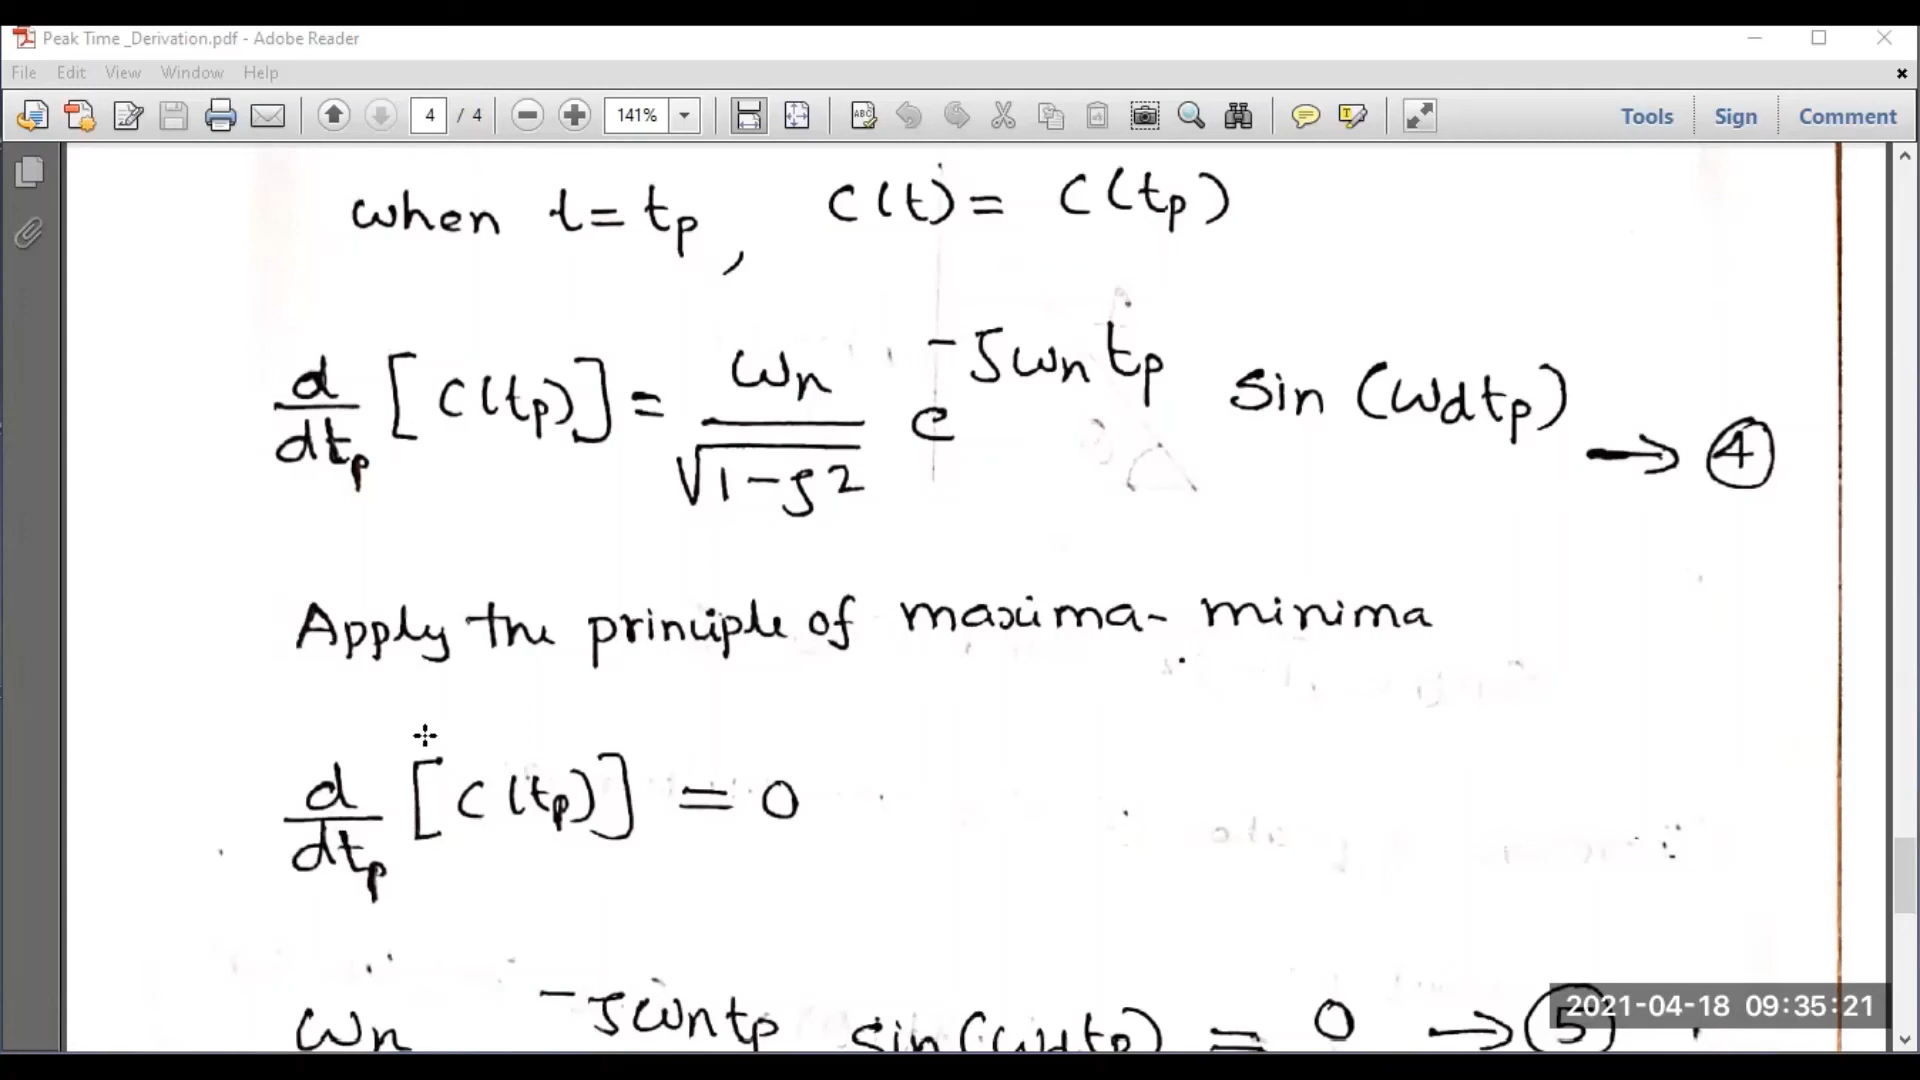 Peak Time _Derivation.pdf - Adobe Reader
File Edit View Window Help
4 / 4 141% Tools Sign Comment
when t = tp, C(t) = C(tp)
d/dtp [C(tp)] = ωn/√1-ζ2 e^-ζωntp sin (ωdtp) → ④
Apply the principle of maxima - minima
d/dtp [C(tp)] = 0
ωn e^-ζωntp sin(ωdtp) = 0 → ⑤
2021-04-18 09:35:21